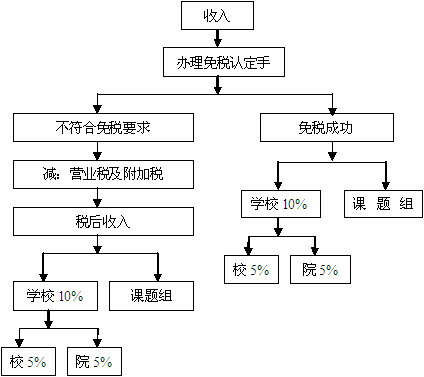 收入
办理免税认定手
不符合免税要求
免税成功
减：营业税及附加税
学校 10%
课 题 组
税后收入
校 5%
院 5%
学校 10%
课题组
校 5%
院 5%